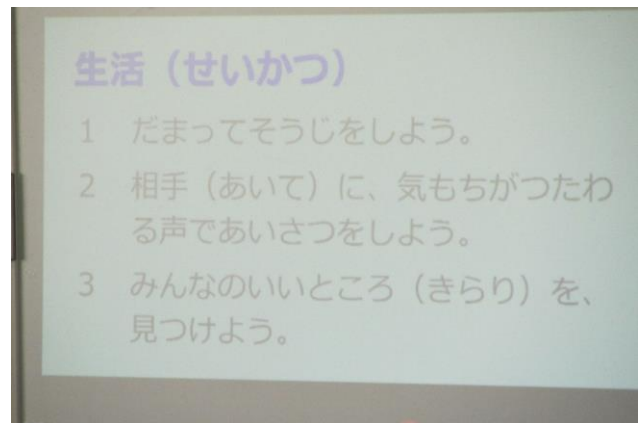 生活（せいかつ）
1 だまってそうじをしよう。
2 相手（あいて）に、気もちがつたわ
る声であいさつをしよう。
3 みんなのいいところ（きらり）を、
見つけよう。